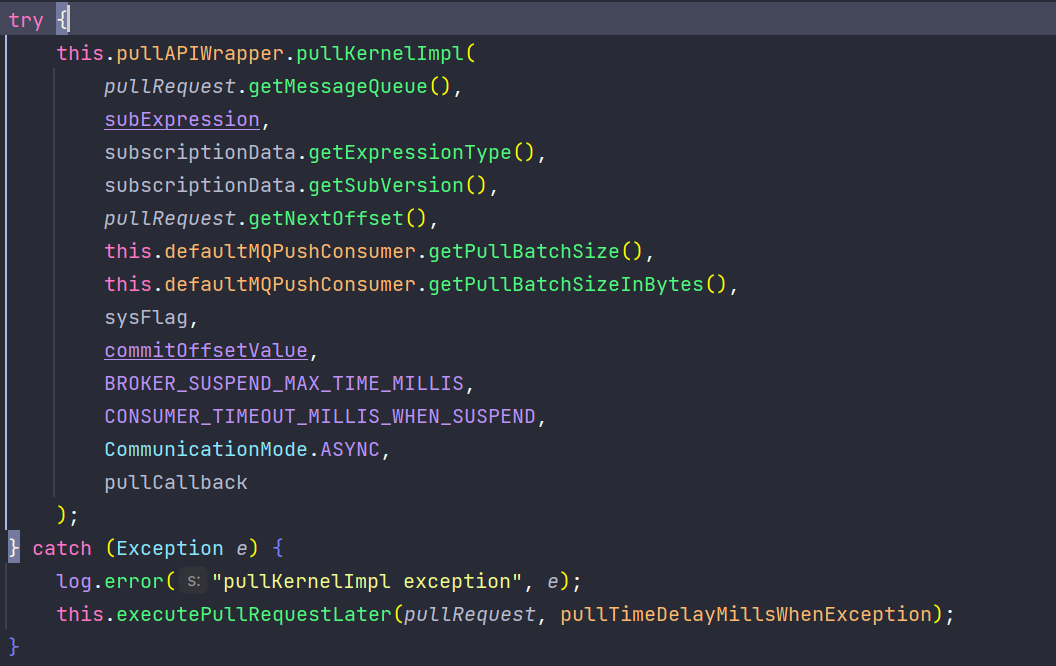 try {
    this.pullAPIWrapper.pullKernelImpl(
        pullRequest.getMessageQueue(),
        subExpression,
        subscriptionData.getExpressionType(),
        subscriptionData.getSubVersion(),
        pullRequest.getNextOffset(),
        this.defaultMQPushConsumer.getPullBatchSize(),
        this.defaultMQPushConsumer.getPullBatchSizeInBytes(),
        sysFlag,
        commitOffsetValue,
        BROKER_SUSPEND_MAX_TIME_MILLIS,
        CONSUMER_TIMEOUT_MILLIS_WHEN_SUSPEND,
        CommunicationMode.ASYNC,
        pullCallback
    );
} catch (Exception e) {
    log.error( s: "pullKernelImpl exception", e);
    this.executePullRequestLater(pullRequest, pullTimeDelayMillsWhenException);
}